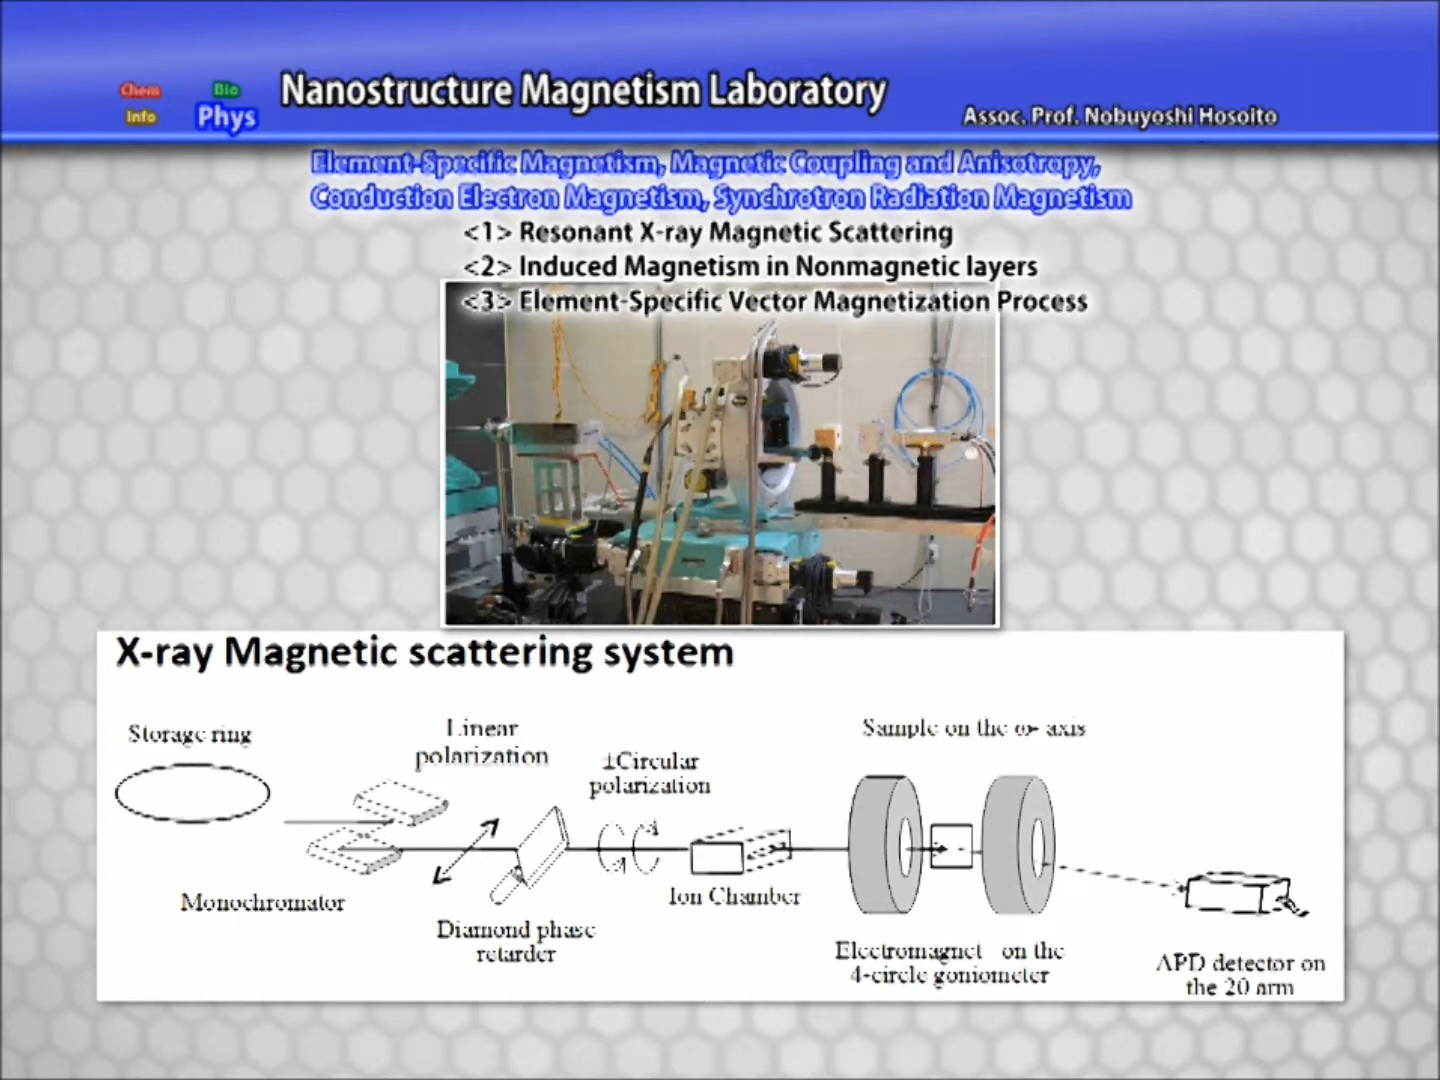 Chem
Bio
Info
Phys
Nanostructure Magnetism Laboratory
Assoc. Prof. Nobuyoshi Hosoito
Element-Specific Magnetism, Magnetic Coupling and Anisotropy,
Conduction Electron Magnetism, Synchrotron Radiation Magnetism
<1> Resonant X-ray Magnetic Scattering
<2> Induced Magnetism in Nonmagnetic layers
<3> Element-Specific Vector Magnetization Process
X-ray Magnetic scattering system
Storage ring
Linear
polarization
±Circular
polarization
Sample on the ω- axis
Monochromator
Diamond phase
retarder
Ion Chamber
Electromagnet on the
4-circle goniometer
APD detector on
the 2θ arm